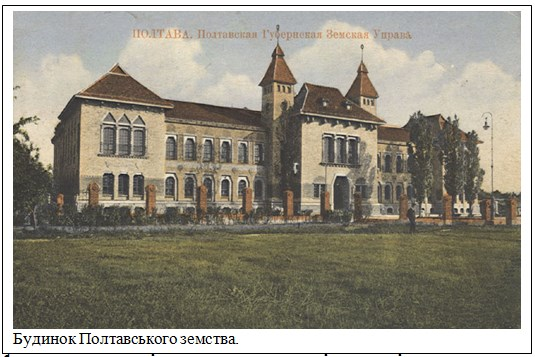 ПОЛТАВА. Полтавская Губернская Земская Управа
Будинок Полтавського земства.